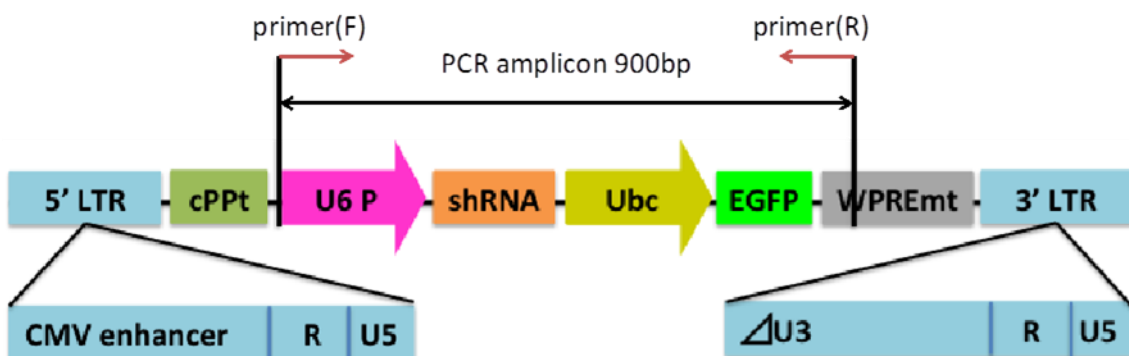 primer(F)
primer(R)
PCR amplicon 900bp
5’ LTR
cPPt
U6 P
shRNA
Ubc
EGFP
WPREmt
3’ LTR
CMV enhancer
R
U5
⊿U3
R
U5